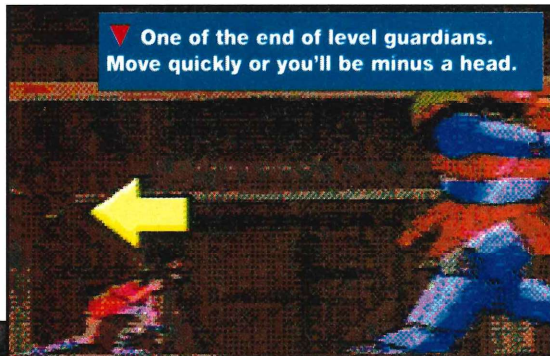 One of the end of level guardians.
Move quickly or you'll be minus a head.